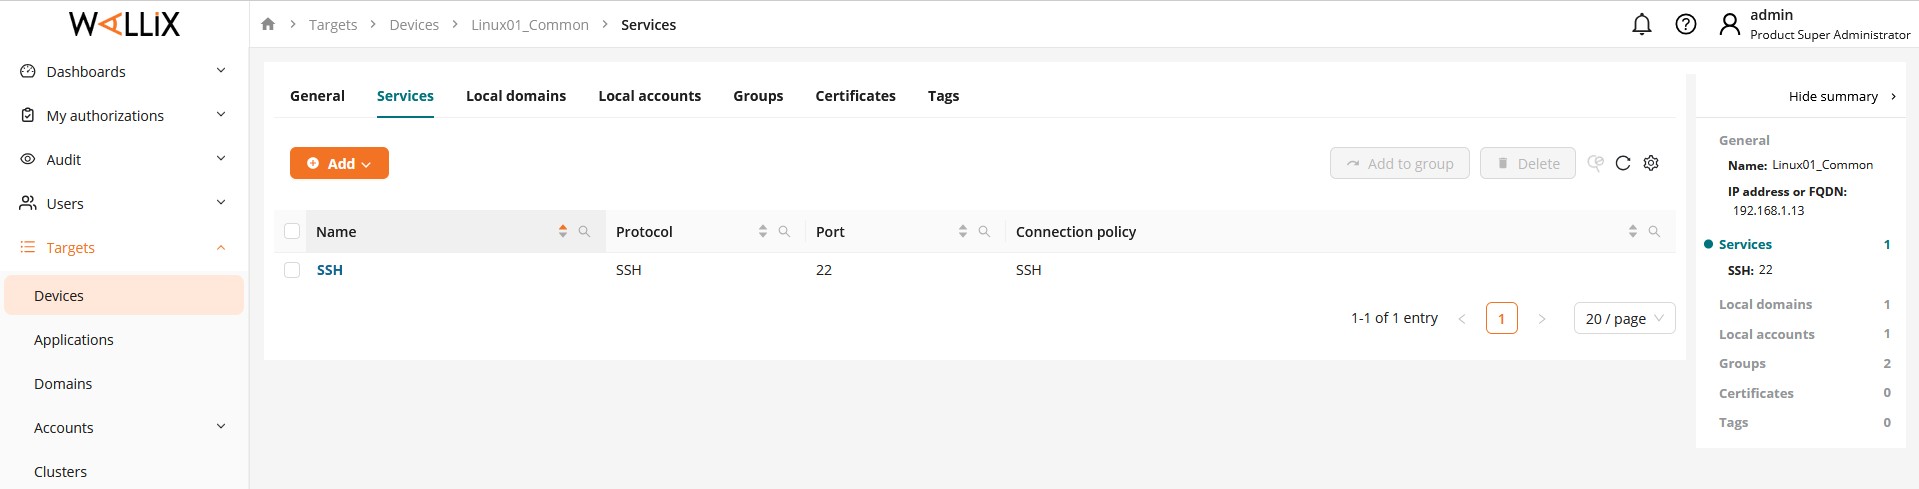 WALLIX
Targets
Devices
Linux01_Common
Services
admin
Product Super Administrator
Dashboards
My authorizations
Audit
Users
Targets
Devices
Applications
Domains
Accounts
Clusters
General
Services
Local domains
Local accounts
Groups
Certificates
Tags
Add
Add to group
Delete
Name
Protocol
Port
Connection policy
SSH
SSH
22
SSH
1-1 of 1 entry
1
20 / page
Hide summary
General
Name: Linux01_Common
IP address or FQDN:
192.168.1.13
Services 1
SSH: 22
Local domains 1
Local accounts 1
Groups 2
Certificates 0
Tags 0